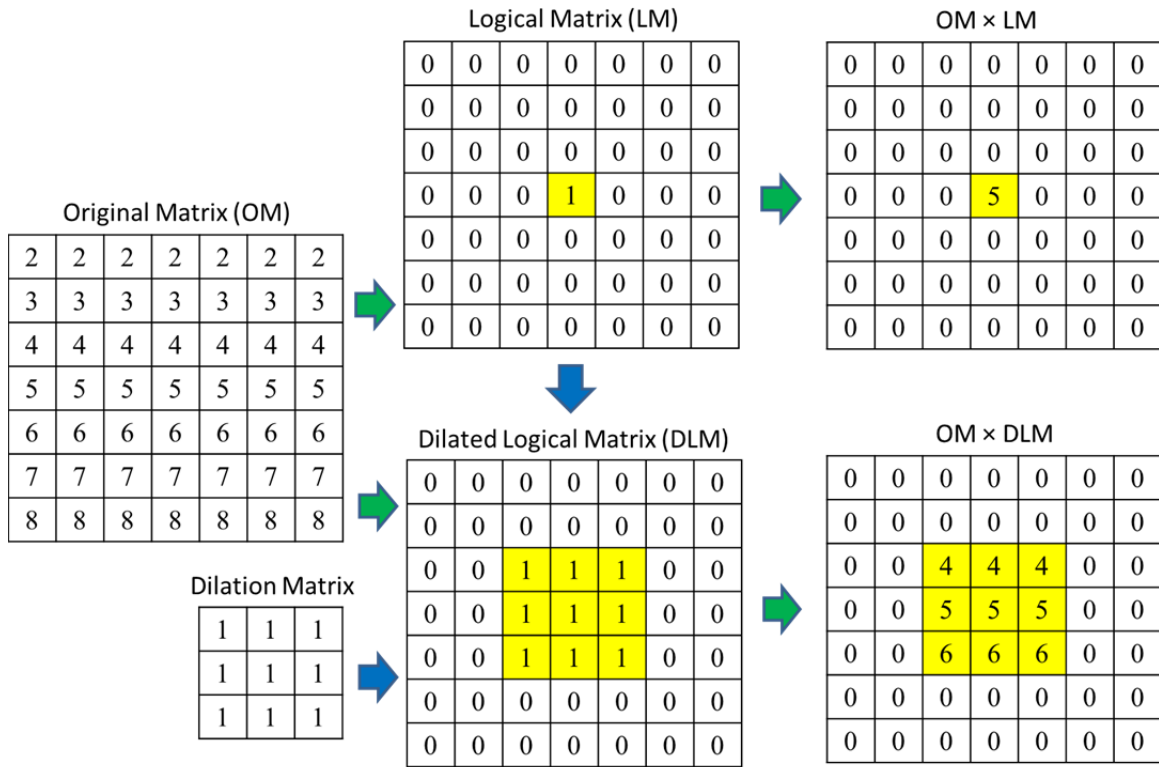 Logical Matrix (LM)
0 0 0 0 0 0 0
0 0 0 0 0 0 0
0 0 0 0 0 0 0
0 0 0 1 0 0 0
0 0 0 0 0 0 0
0 0 0 0 0 0 0
0 0 0 0 0 0 0
OM × LM
0 0 0 0 0 0 0
0 0 0 0 0 0 0
0 0 0 0 0 0 0
0 0 0 5 0 0 0
0 0 0 0 0 0 0
0 0 0 0 0 0 0
0 0 0 0 0 0 0
Original Matrix (OM)
2 2 2 2 2 2 2
3 3 3 3 3 3 3
4 4 4 4 4 4 4
5 5 5 5 5 5 5
6 6 6 6 6 6 6
7 7 7 7 7 7 7
8 8 8 8 8 8 8
Dilation Matrix
1 1 1
1 1 1
1 1 1
Dilated Logical Matrix (DLM)
0 0 0 0 0 0 0
0 0 0 0 0 0 0
0 0 1 1 1 0 0
0 0 1 1 1 0 0
0 0 1 1 1 0 0
0 0 0 0 0 0 0
0 0 0 0 0 0 0
OM × DLM
0 0 0 0 0 0 0
0 0 0 0 0 0 0
0 0 4 4 4 0 0
0 0 5 5 5 0 0
0 0 6 6 6 0 0
0 0 0 0 0 0 0
0 0 0 0 0 0 0